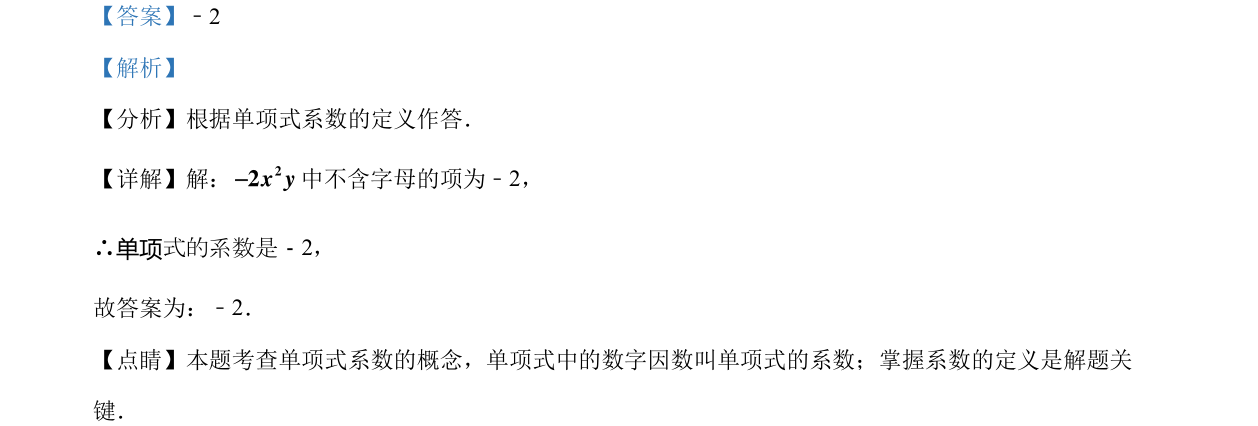 【答案】﹣2
【解析】
【分析】根据单项式系数的定义作答．
【详解】解：−2x²y 中不含字母的项为﹣2，
∴单项式的系数是﹣2，
故答案为：﹣2．
【点睛】本题考查单项式系数的概念，单项式中的数字因数叫单项式的系数；掌握系数的定义是解题关
键．